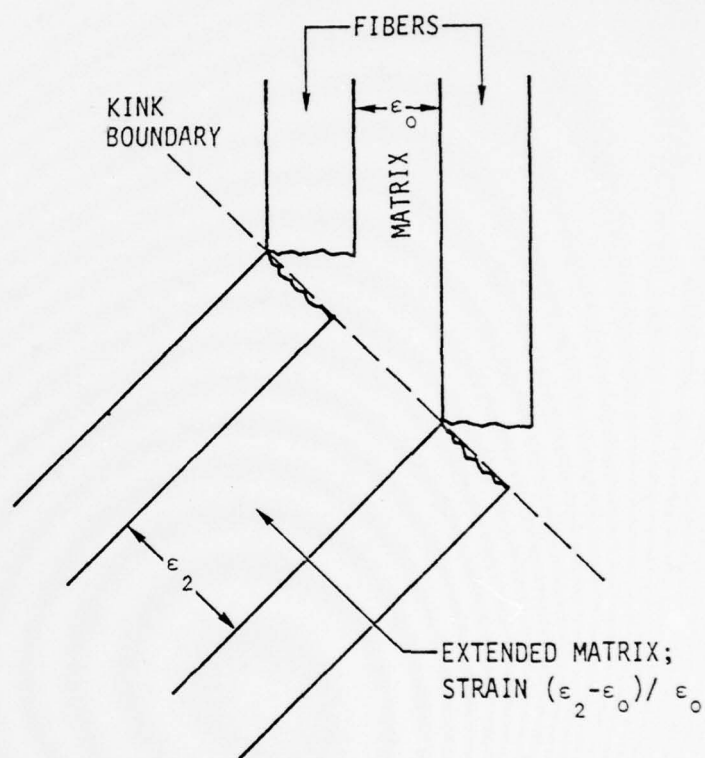 FIBERS
KINK
BOUNDARY
ε₀
MATRIX
ε₂
EXTENDED MATRIX;
STRAIN (ε₂-ε₀)/ ε₀